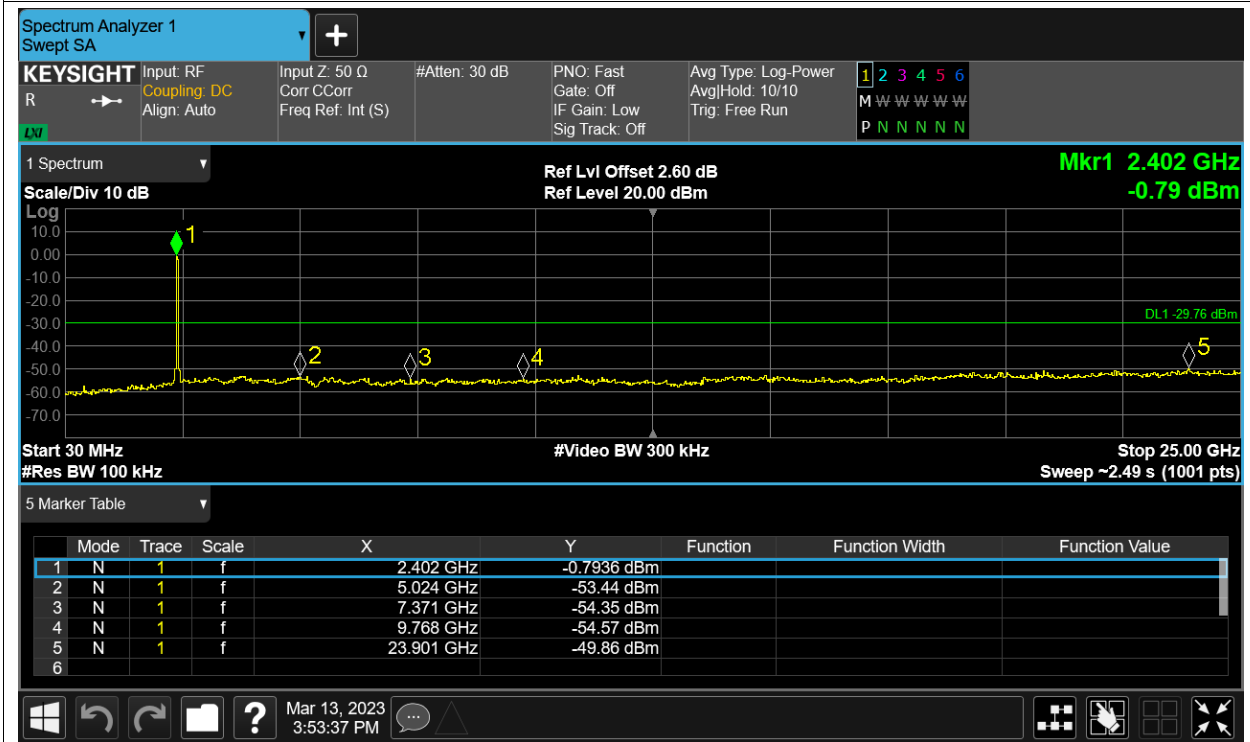 Spectrum Analyzer 1
Swept SA
+
KEYSIGHT
R
LXI
Input: RF
Coupling: DC
Align: Auto
Input Z: 50 Ω
Corr CCorr
Freq Ref: Int (S)
#Atten: 30 dB
PNO: Fast
Gate: Off
IF Gain: Low
Sig Track: Off
Avg Type: Log-Power
Avg|Hold: 10/10
Trig: Free Run
1 2 3 4 5 6
M W W W W W
P N N N N N
1 Spectrum
Scale/Div 10 dB
Ref Lvl Offset 2.60 dB
Ref Level 20.00 dBm
Mkr1 2.402 GHz
-0.79 dBm
Log
10.0
0.00
-10.0
-20.0
-30.0
-40.0
-50.0
-60.0
-70.0
1
2
3
4
5
DL1 -29.76 dBm
Start 30 MHz
#Res BW 100 kHz
#Video BW 300 kHz
Stop 25.00 GHz
Sweep ~2.49 s (1001 pts)
5 Marker Table
Mode Trace Scale X Y Function Function Width Function Value
1 N 1 f 2.402 GHz -0.7936 dBm
2 N 1 f 5.024 GHz -53.44 dBm
3 N 1 f 7.371 GHz -54.35 dBm
4 N 1 f 9.768 GHz -54.57 dBm
5 N 1 f 23.901 GHz -49.86 dBm
6
?
Mar 13, 2023
3:53:37 PM